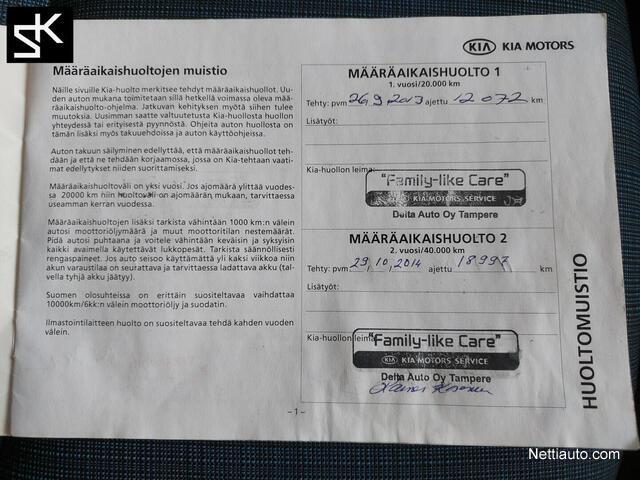 SK
KIA KIA MOTORS
Määräaikaishuoltojen muistio
Näille sivuille Kia-huolto merkitsee tehdyt määräaikaishuollot. Uu-
den auton mukana toimitetaan sillä hetkellä voimassa oleva mää-
räaikaishuolto-ohjelma. Jatkuvan kehityksen myötä siihen tulee
muutoksia. Uusimman saatte valtuutetusta Kia-huollosta huollon
yhteydessä tai erityisestä pyynnöstä. Ohjeita auton huollosta on
tämän lisäksi myös takuuehdoissa ja auton käyttöohjeissa.
Auton takuun säilyminen edellyttää, että määräaikaishuollot teh-
dään ja että ne tehdään korjaamossa, jossa on Kia-tehtaan vaati-
mat edellytykset niiden suorittamiseksi.
Määräaikaishuoltoväli on yksi vuosi. Jos ajomäärä ylittää vuodes-
sa 20000 km niin huoltoväli on ajomäärän mukaan, tarvittaessa
useamman kerran vuodessa.
Määräaikaishuoltojen lisäksi tarkista vähintään 1000 km:n välein
autosi moottoriöljymäärä ja muut moottoritilan nestemäärät.
Pidä autosi puhtaana ja voitele vähintään keväisin ja syksyisin
kaikki avaimella käytettävät lukkopesät. Tarkista säännöllisesti
rengaspaineet. Jos auto seisoo käyttämättä yli kaksi viikkoa niin
akun varaustilaa on seurattava ja tarvittaessa ladattava akku (tal-
vella tyhjä akku jäätyy).
Suomen olosuhteissa on erittäin suositeltavaa vaihdattaa
10000km/6kk:n välein moottoriöljy ja suodatin.
Ilmastointilaitteen huolto on suositeltavaa tehdä kahden vuoden
välein.
MÄÄRÄAIKAISHUOLTO 1
1. vuosi/20.000 km
Tehty: pvm 26.9 2013 ajettu 12 072 km
Lisätyöt:
Kia-huollon leima:
"Family-like Care"
KIA MOTORS SERVICE
Delta Auto Oy Tampere
MÄÄRÄAIKAISHUOLTO 2
2. vuosi/40.000 km
Tehty: pvm 29,10,2014 ajettu 18997 km
Lisätyöt:
Kia-huollon leima:
"Family-like Care"
KIA KIA MOTORS SERVICE
Delta Auto Oy Tampere
HUOLTOMUISTIO
– 1 –
Nettiauto.com